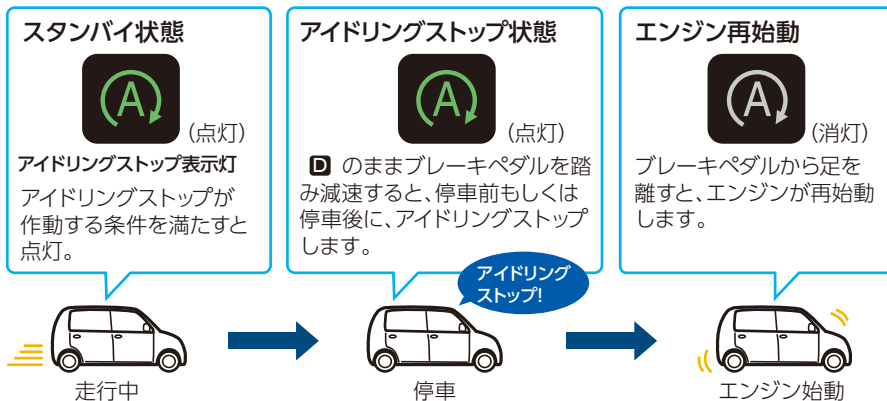 スタンバイ状態
A
(点灯)
アイドリングストップ表示灯
アイドリングストップが
作動する条件を満たすと
点灯。
走行中
アイドリングストップ状態
A
(点灯)
D のままブレーキペダルを踏
み減速すると、停車前もしくは
停車後に、アイドリングストップ
します。
アイドリング
ストップ!
停車
エンジン再始動
A
(消灯)
ブレーキペダルから足を
離すと、エンジンが再始動
します。
エンジン始動